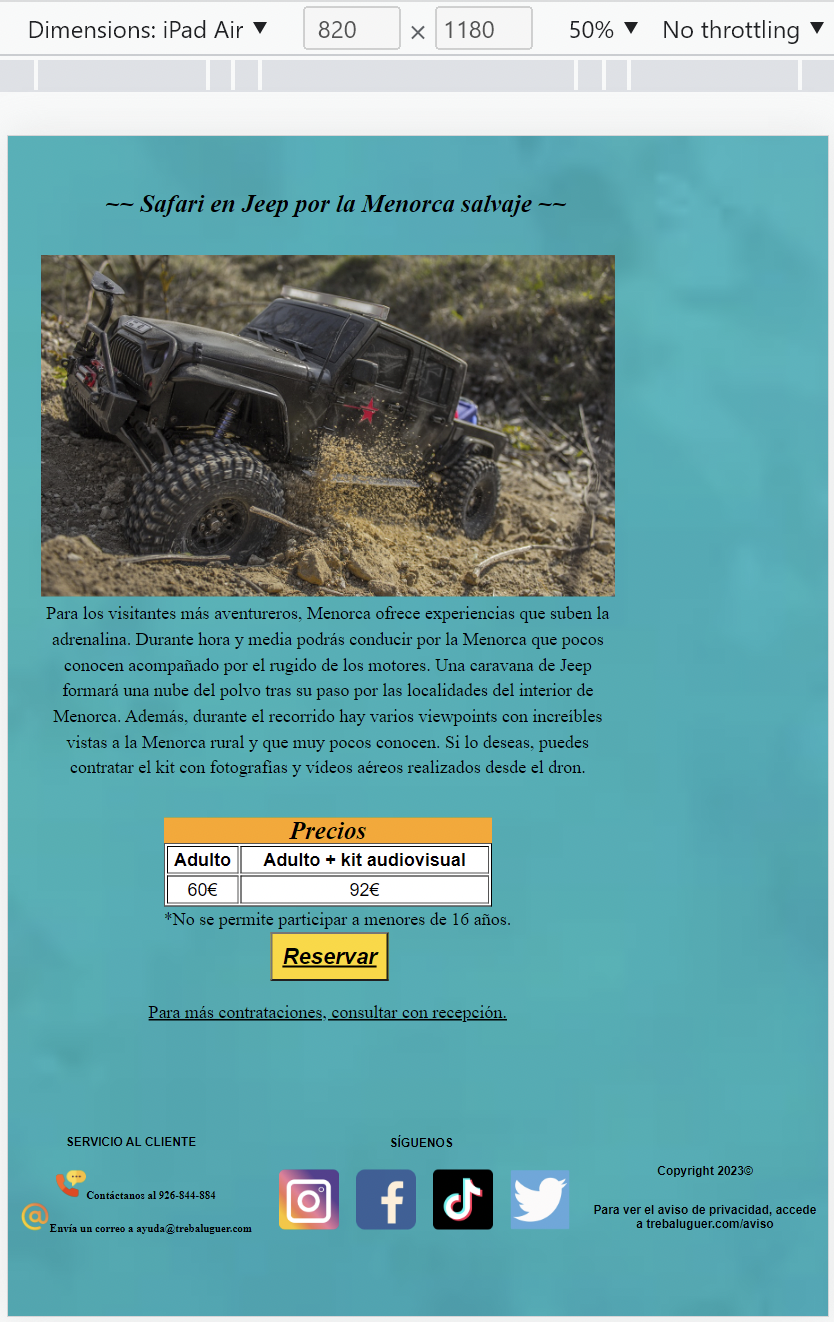 Dimensions: iPad Air ▼ 820 × 1180 50% ▼ No throttling ▼
~~ Safari en Jeep por la Menorca salvaje ~~
Para los visitantes más aventureros, Menorca ofrece experiencias que suben la
adrenalina. Durante hora y media podrás conducir por la Menorca que pocos
conocen acompañado por el rugido de los motores. Una caravana de Jeep
formará una nube del polvo tras su paso por las localidades del interior de
Menorca. Además, durante el recorrido hay varios viewpoints con increíbles
vistas a la Menorca rural y que muy pocos conocen. Si lo deseas, puedes
contratar el kit con fotografías y vídeos aéreos realizados desde el dron.
Precios
Adulto Adulto + kit audiovisual
60€ 92€
*No se permite participar a menores de 16 años.
Reservar
Para más contrataciones, consultar con recepción.
SERVICIO AL CLIENTE
Contáctanos al 926-844-884
Envía un correo a ayuda@trebaluguer.com
SÍGUENOS
Copyright 2023©
Para ver el aviso de privacidad, accede
a trebaluguer.com/aviso